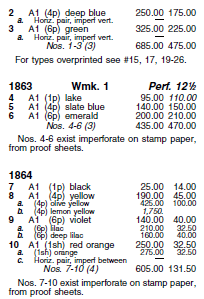 2 A1 (4p) deep blue 250.00 175.00
a. Horiz. pair, imperf vert.
3 A1 (6p) green 325.00 225.00
a. Horiz. pair, imperf vert.
Nos. 1-3 (3) 685.00 475.00
For types overprinted see #15, 17, 19-26.
1863 Wmk. 1 Perf. 12½
4 A1 (1p) lake 95.00 110.00
5 A1 (4p) slate blue 140.00 150.00
6 A1 (6p) emerald 200.00 210.00
Nos. 4-6 (3) 435.00 470.00
Nos. 4-6 exist imperforate on stamp paper,
from proof sheets.
1864
7 A1 (1p) black 25.00 14.00
8 A1 (4p) yellow 190.00 45.00
a. (4p) olive yellow 425.00 100.00
b. (4p) lemon yellow 1,750.
9 A1 (6p) violet 140.00 40.00
a. (6p) lilac 210.00 32.50
b. (6p) deep lilac 160.00 40.00
10 A1 (1sh) red orange 250.00 32.50
a. (1sh) orange 275.00 32.50
c. Horiz. pair, imperf between
Nos. 7-10 (4) 605.00 131.50
Nos. 7-10 exist imperforate on stamp paper,
from proof sheets.